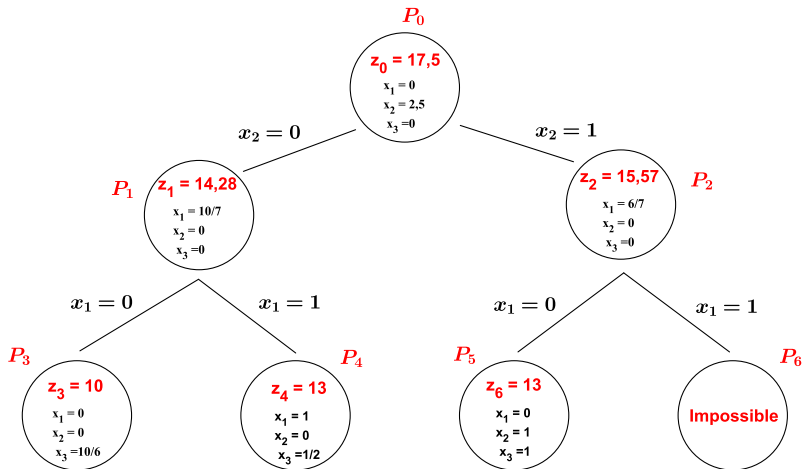 P₀
z₀ = 17,5
x₁ = 0
x₂ = 2,5
x₃ =0
x₂ = 0
x₂ = 1
P₁
z₁ = 14,28
x₁ = 10/7
x₂ = 0
x₃ =0
z₂ = 15,57
x₁ = 6/7
x₂ = 0
x₃ =0
P₂
x₁ = 0
x₁ = 1
x₁ = 0
x₁ = 1
P₃
z₃ = 10
x₁ = 0
x₂ = 0
x₃ =10/6
P₄
z₄ = 13
x₁ = 1
x₂ = 0
x₃ =1/2
P₅
z₆ = 13
x₁ = 0
x₂ = 1
x₃ =1
P₆
Impossible